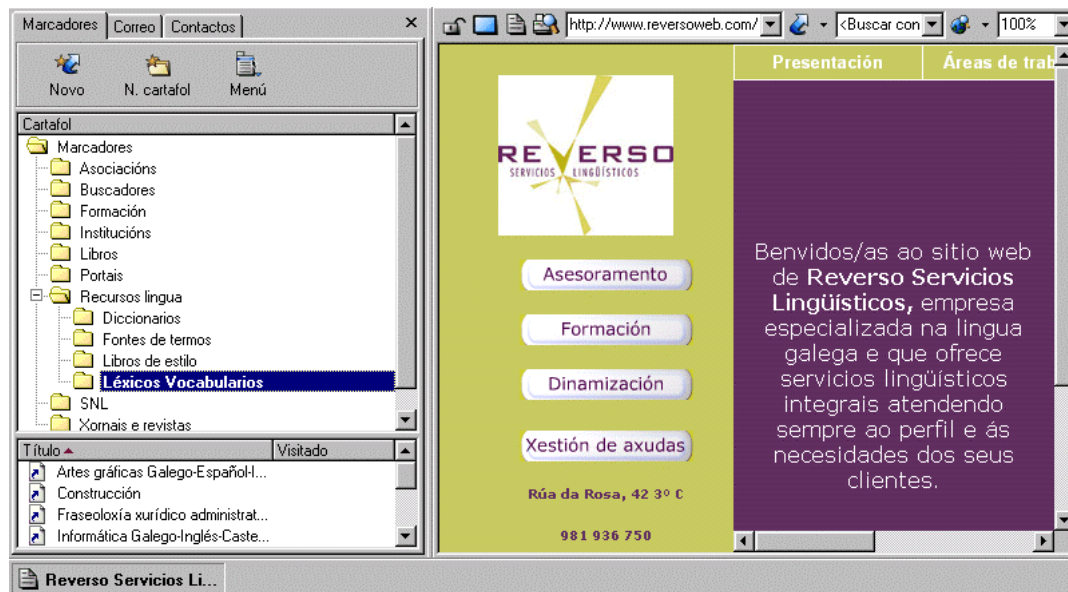 Marcadores Correo Contactos
Novo N. cartafol Menú
Cartafol
Marcadores
Asociacións
Buscadores
Formación
Institucións
Libros
Portais
Recursos lingua
Diccionarios
Fontes de termos
Libros de estilo
Léxicos Vocabularios
SNL
Xornais e revistas
Título Visitado
Artes gráficas Galego-Español-I...
Construcción
Fraseoloxía xurídico administrat...
Informática Galego-Inglés-Caste...
http://www.reversoweb.com/ <Buscar con 100%
REVERSO
SERVICIOS LINGÜÍSTICOS
Asesoramento
Formación
Dinamización
Xestión de axudas
Rúa da Rosa, 42 3º C
981 936 750
Presentación Áreas de trab
Benvidos/as ao sitio web
de Reverso Servicios
Lingüísticos, empresa
especializada na lingua
galega e que ofrece
servicios lingüísticos
integrais atendendo
sempre ao perfil e ás
necesidades dos seus
clientes.
Reverso Servicios Li...